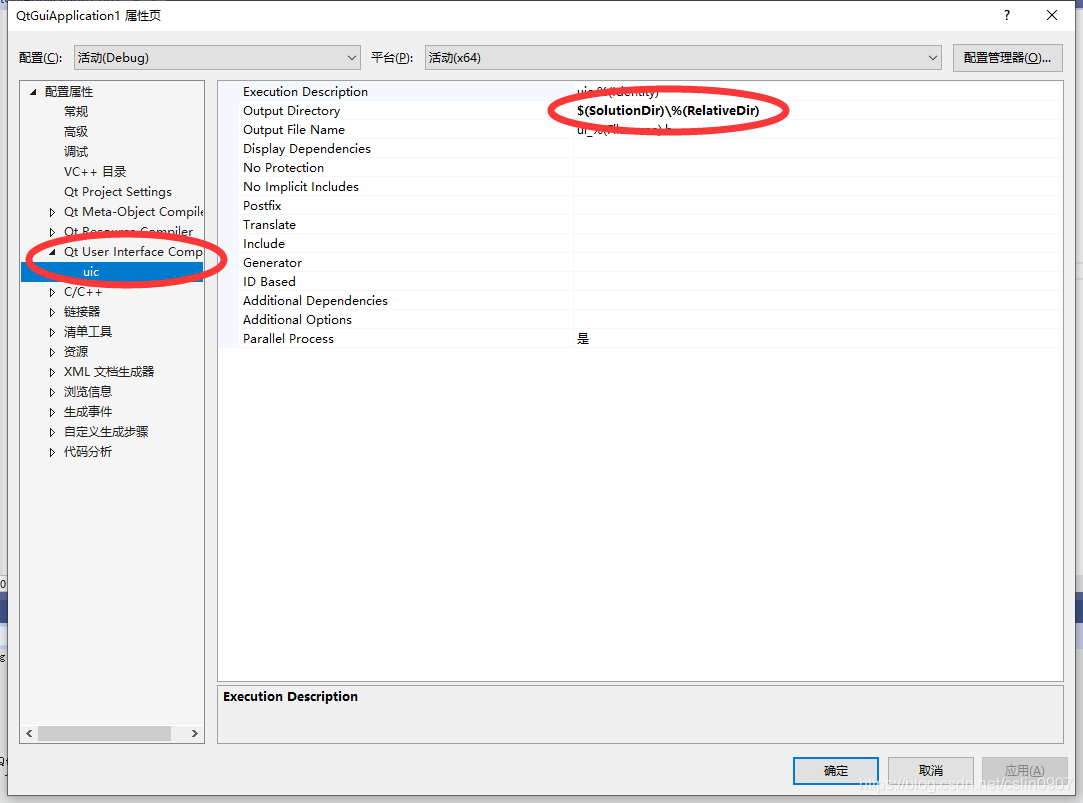 QtGuiApplication1 属性页
?
配置(C):
活动(Debug)
平台(P):
活动(x64)
配置管理器(O)...
配置属性
常规
高级
调试
VC++ 目录
Qt Project Settings
Qt Meta-Object Compile
Qt Resource Compiler
Qt User Interface Comp
uic
C/C++
链接器
清单工具
资源
XML 文档生成器
浏览信息
生成事件
自定义生成步骤
代码分析
Execution Description uic %(Identity)
Output Directory $(SolutionDir)\%(RelativeDir)
Output File Name ui_%(Filename).h
Display Dependencies
No Protection
No Implicit Includes
Postfix
Translate
Include
Generator
ID Based
Additional Dependencies
Additional Options
Parallel Process 是
Execution Description
确定
取消
应用(A)
https://blog.csdn.net/cslin0907